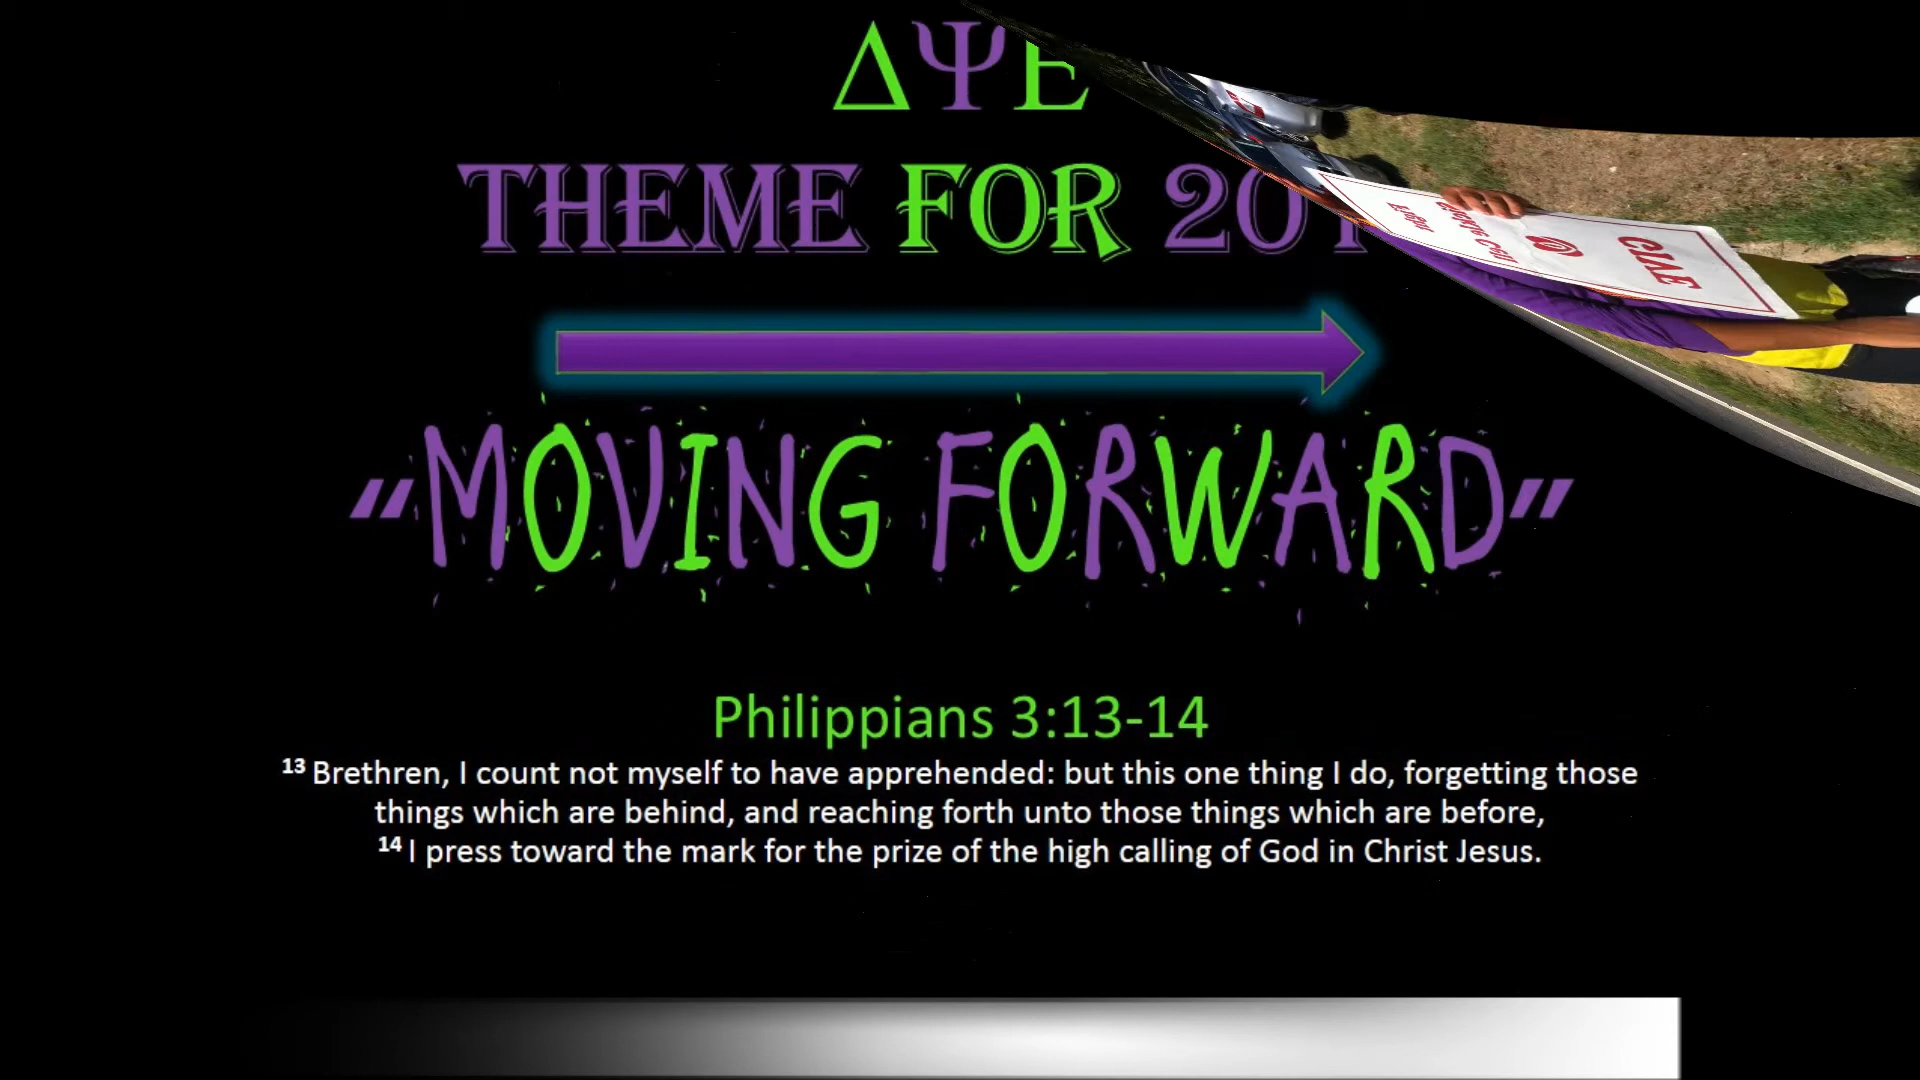 ΔΨΕ
THEME FOR 201
"MOVING FORWARD"
Philippians 3:13-14
13 Brethren, I count not myself to have apprehended: but this one thing I do, forgetting those
things which are behind, and reaching forth unto those things which are before,
14 I press toward the mark for the prize of the high calling of God in Christ Jesus.
GIVE